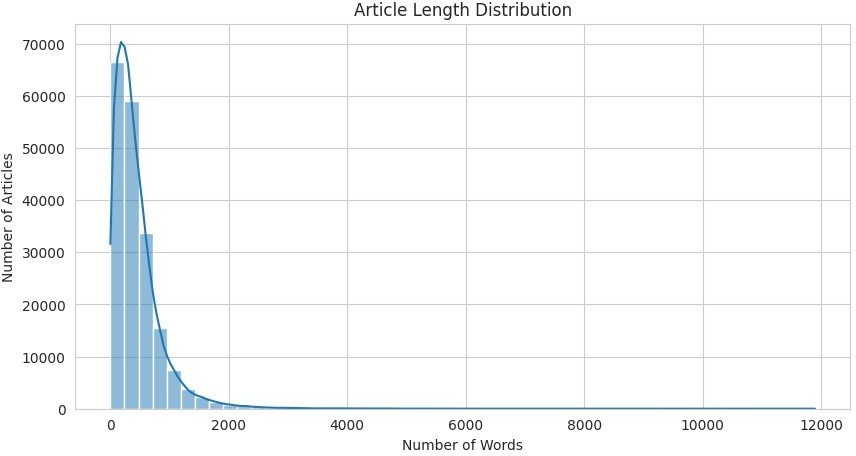 Article Length Distribution
70000
60000
50000
40000
30000
20000
10000
0
Number of Articles
0 2000 4000 6000 8000 10000 12000
Number of Words